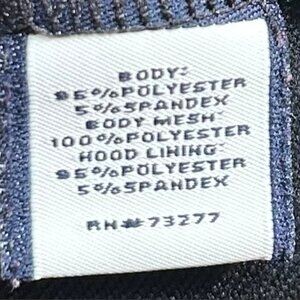 BODY:
95%POLYESTER
5%SPANDEX
BODY MESH:
100%POLYESTER
HOOD LINING:
95%POLYESTER
5%SPANDEX
RN#73277